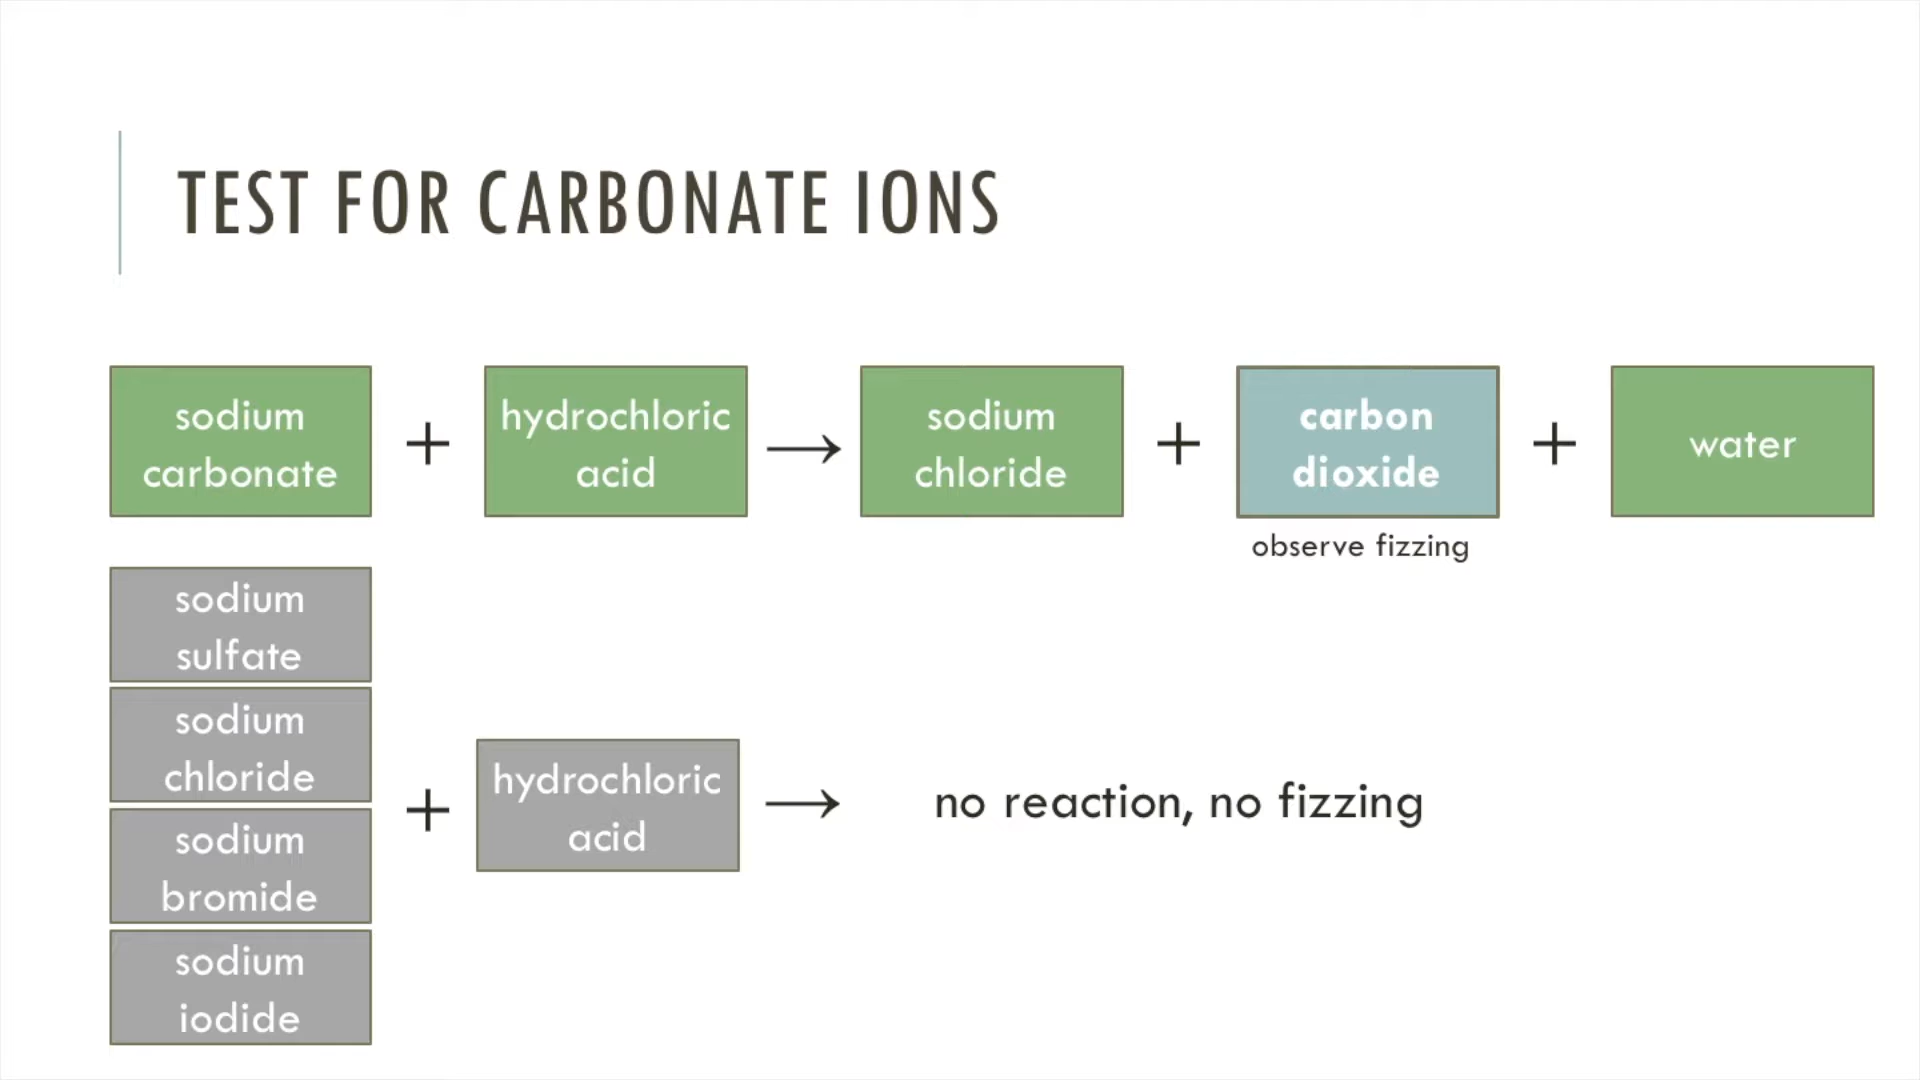 TEST FOR CARBONATE IONS
sodium
carbonate
+
hydrochloric
acid
→
sodium
chloride
+
carbon
dioxide
+
water
observe fizzing
sodium
sulfate
sodium
chloride
sodium
bromide
sodium
iodide
+
hydrochloric
acid
→
no reaction, no fizzing